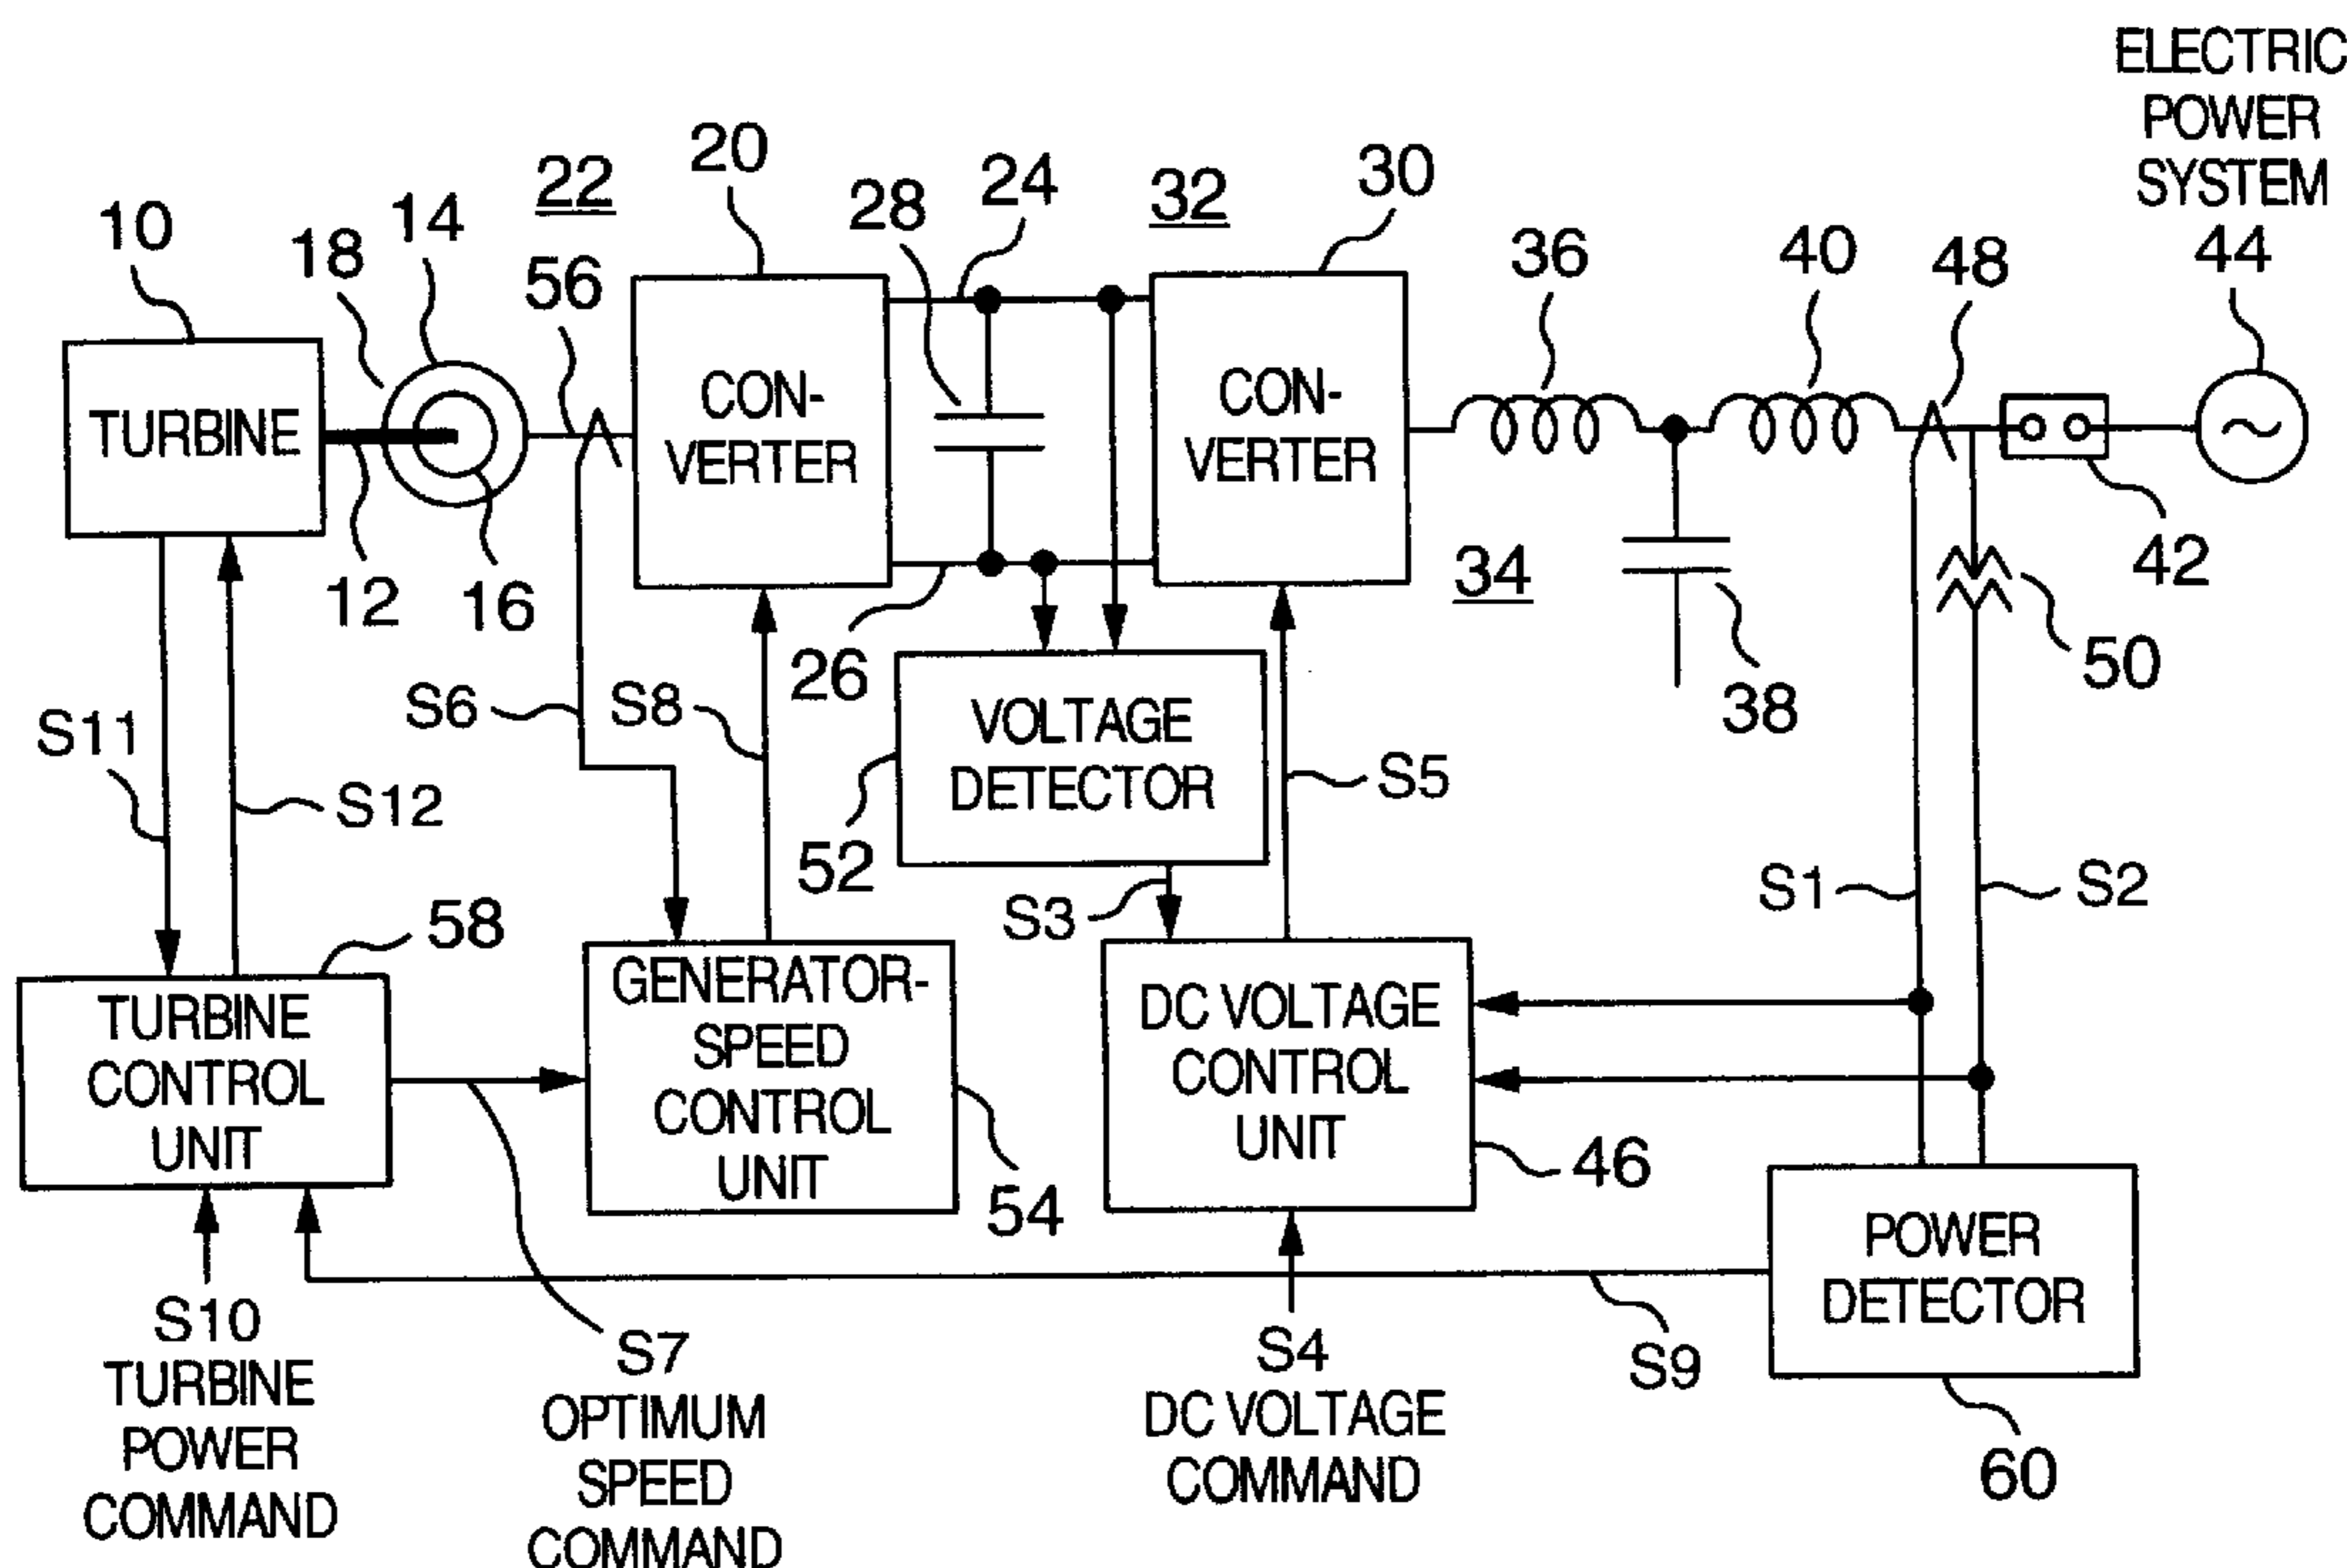 ELECTRIC
POWER
SYSTEM
44
10
18
14
22
56
20
28
24
32
30
36
40
48
TURBINE
CON-
VERTER
CON-
VERTER
12
16
26
34
38
42
50
S11
S12
S6
S8
VOLTAGE
DETECTOR
52
S5
S3
S1
S2
58
TURBINE
CONTROL
UNIT
GENERATOR-
SPEED
CONTROL
UNIT
54
DC VOLTAGE
CONTROL
UNIT
46
POWER
DETECTOR
60
S10
TURBINE
POWER
COMMAND
S7
OPTIMUM
SPEED
COMMAND
S4
DC VOLTAGE
COMMAND
S9